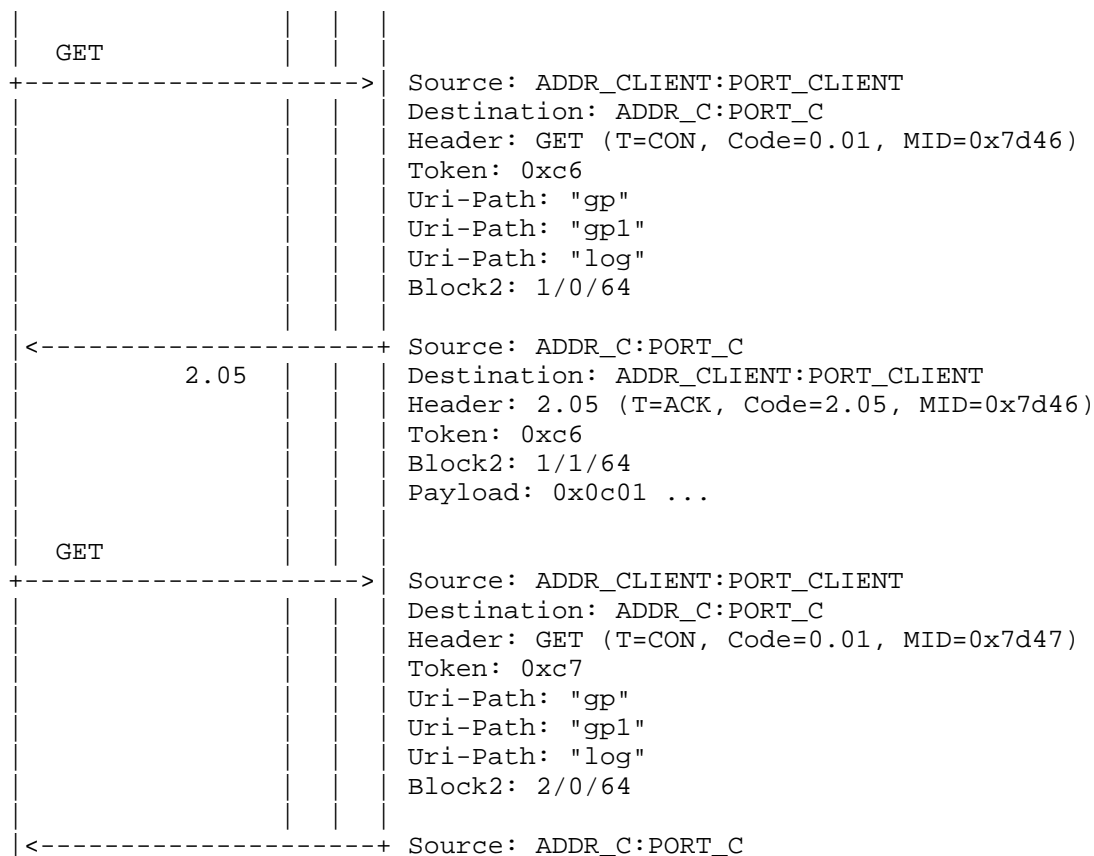 GET
Source: ADDR_CLIENT:PORT_CLIENT
Destination: ADDR_C:PORT_C
Header: GET (T=CON, Code=0.01, MID=0x7d46)
Token: 0xc6
Uri-Path: "gp"
Uri-Path: "gp1"
Uri-Path: "log"
Block2: 1/0/64
Source: ADDR_C:PORT_C
2.05 Destination: ADDR_CLIENT:PORT_CLIENT
Header: 2.05 (T=ACK, Code=2.05, MID=0x7d46)
Token: 0xc6
Block2: 1/1/64
Payload: 0x0c01 ...
GET
Source: ADDR_CLIENT:PORT_CLIENT
Destination: ADDR_C:PORT_C
Header: GET (T=CON, Code=0.01, MID=0x7d47)
Token: 0xc7
Uri-Path: "gp"
Uri-Path: "gp1"
Uri-Path: "log"
Block2: 2/0/64
Source: ADDR_C:PORT_C